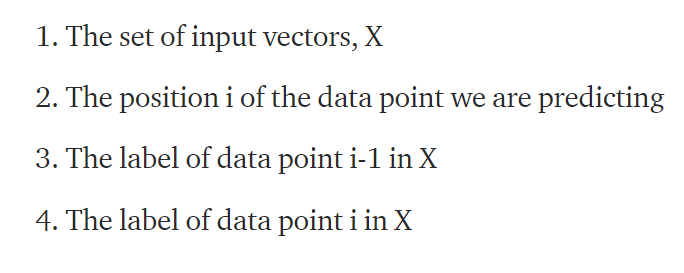 1. The set of input vectors, X
2. The position i of the data point we are predicting
3. The label of data point i-1 in X
4. The label of data point i in X